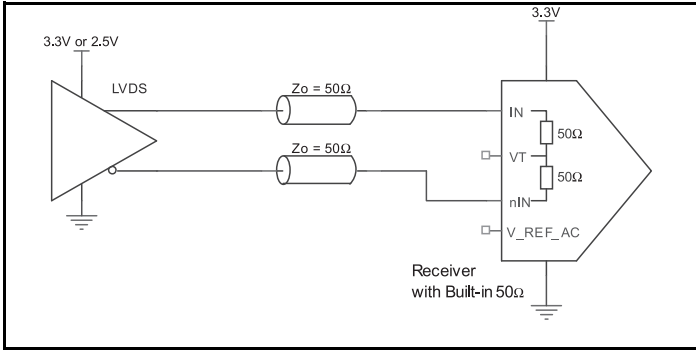 3.3V
3.3V or 2.5V
LVDS
Zo = 50Ω
IN
50Ω
Zo = 50Ω
VT
50Ω
nIN
V_REF_AC
Receiver
with Built-in 50Ω